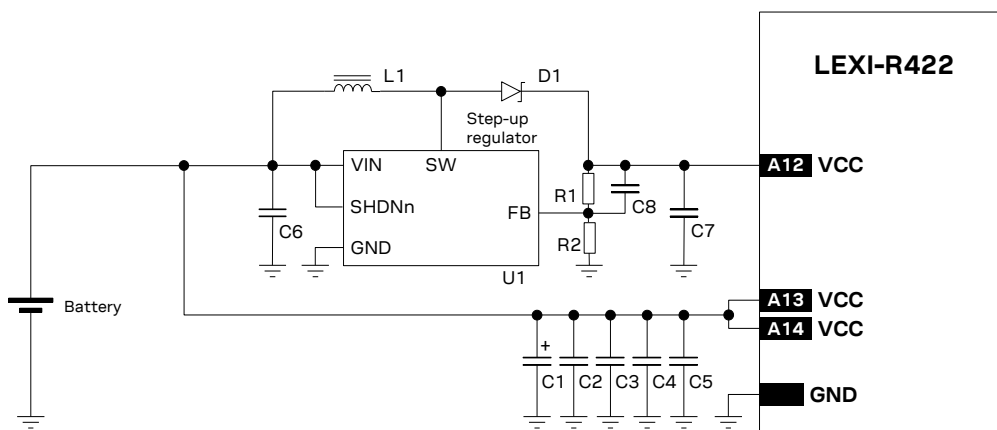 LEXI-R422
L1
D1
Step-up
regulator
VIN
SW
A12 VCC
R1
C8
SHDNn
FB
C6
C7
GND
R2
U1
Battery
A13 VCC
A14 VCC
+
C1
C2
C3
C4
C5
GND